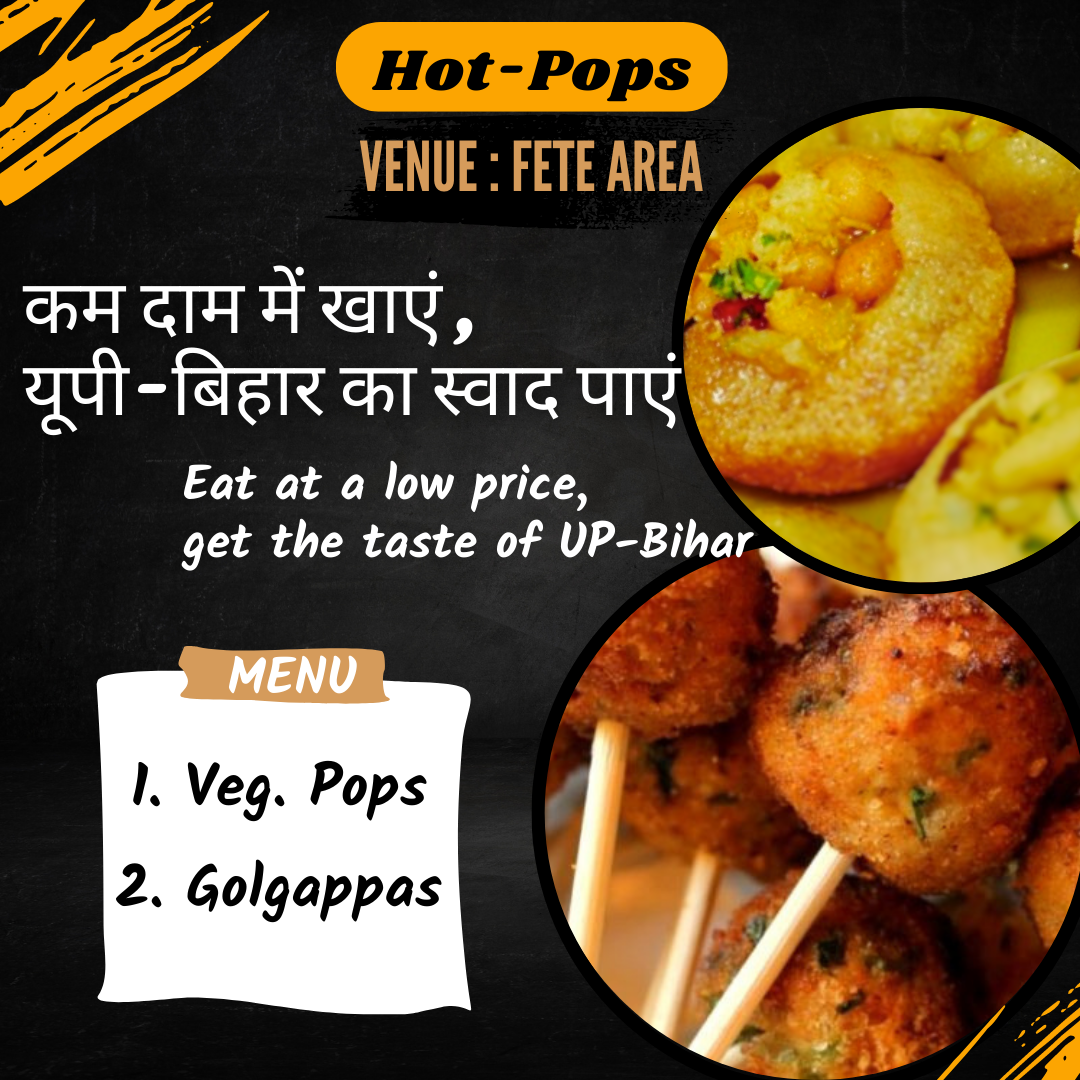 Hot-Pops
VENUE : FETE AREA
कम दाम में खाएं,
यूपी-बिहार का स्वाद पाएं
Eat at a low price,
get the taste of UP-Bihar
MENU
1. Veg. Pops
2. Golgappas